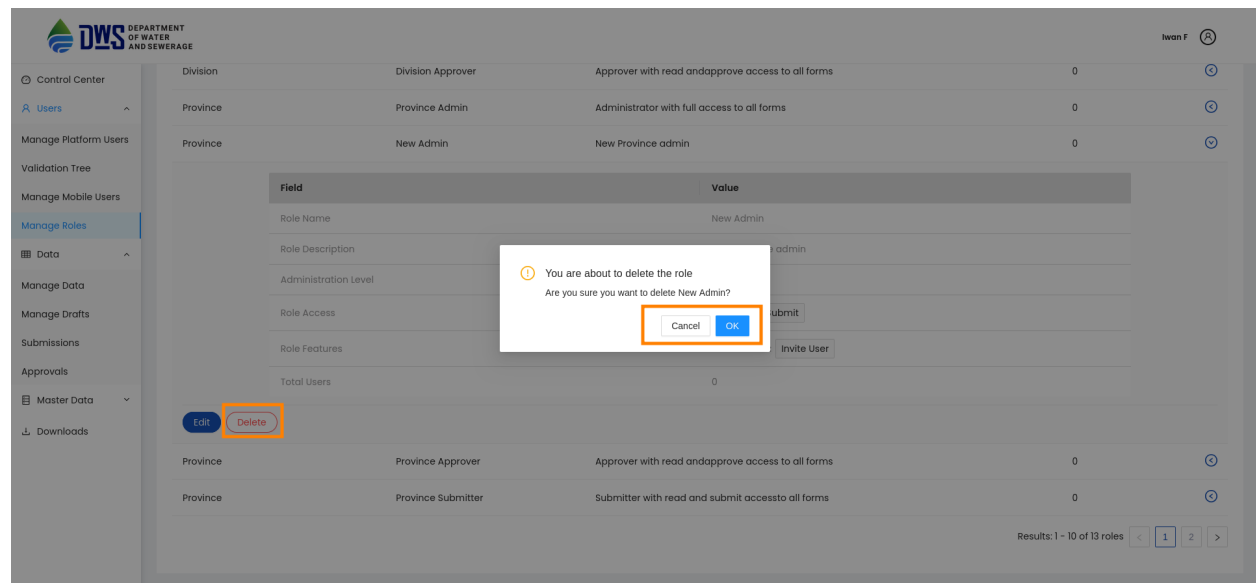 DWS DEPARTMENT
OF WATER
AND SEWERAGE
Iwan F
Control Center
Users
Manage Platform Users
Validation Tree
Manage Mobile Users
Manage Roles
Data
Manage Data
Manage Drafts
Submissions
Approvals
Master Data
Downloads
Division Division Approver Approver with read andapprove access to all forms 0
Province Province Admin Administrator with full access to all forms 0
Province New Admin New Province admin 0
Field Value
Role Name New Admin
Role Description admin
Administration Level
Role Access
Role Features Invite User
Total Users 0
You are about to delete the role
Are you sure you want to delete New Admin?
Cancel OK
Edit Delete
Province Province Approver Approver with read andapprove access to all forms 0
Province Province Submitter Submitter with read and submit accessto all forms 0
Results: 1 - 10 of 13 roles < 1 2 >